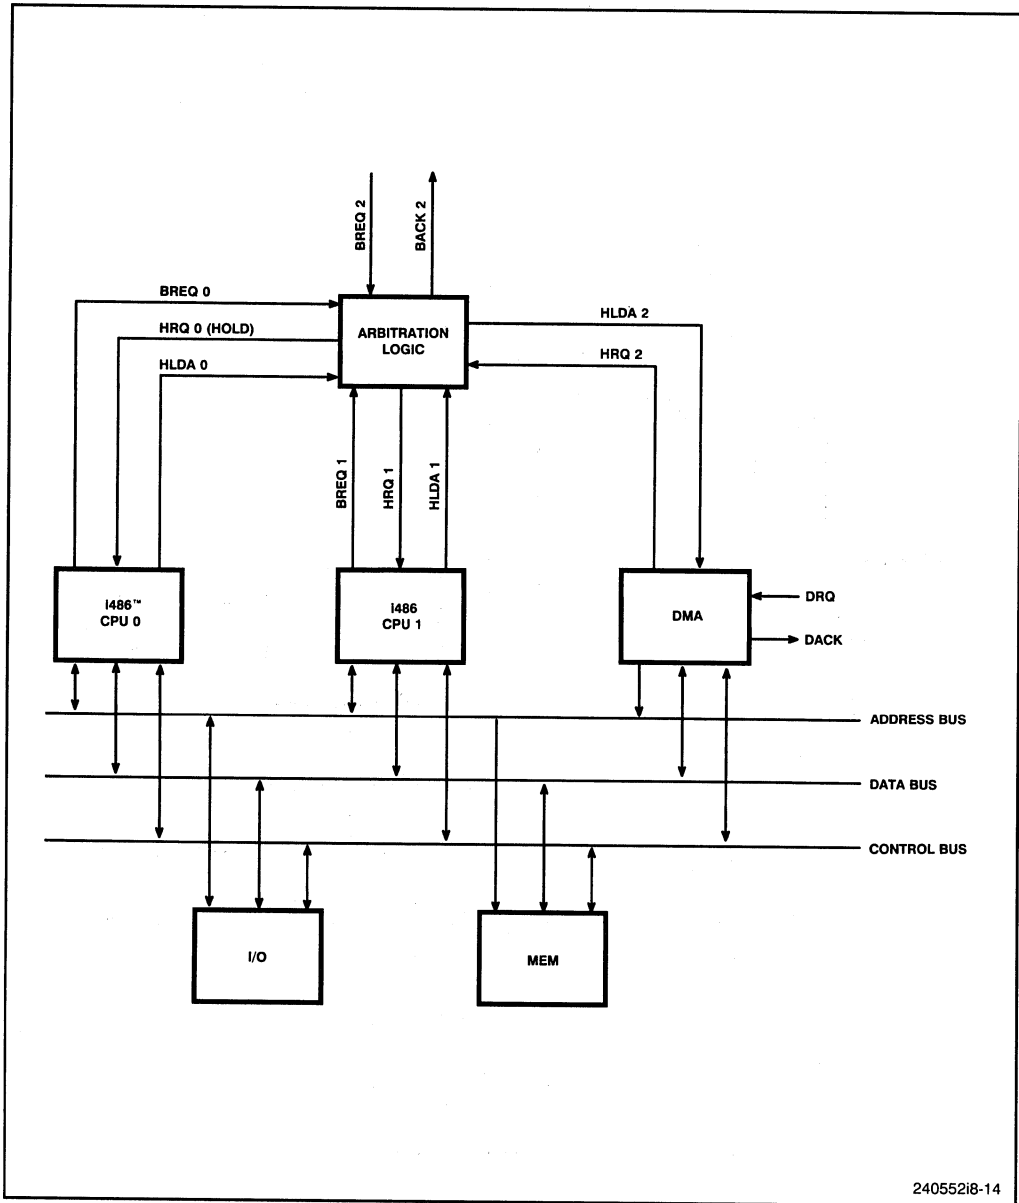 BREQ 2
BACK 2
BREQ 0
HRQ 0 (HOLD)
HLDA 0
ARBITRATION
LOGIC
HLDA 2
HRQ 2
BREQ 1
HRQ 1
HLDA 1
I486™
CPU 0
I486
CPU 1
DMA
DRQ
DACK
ADDRESS BUS
DATA BUS
CONTROL BUS
I/O
MEM
240552i8-14